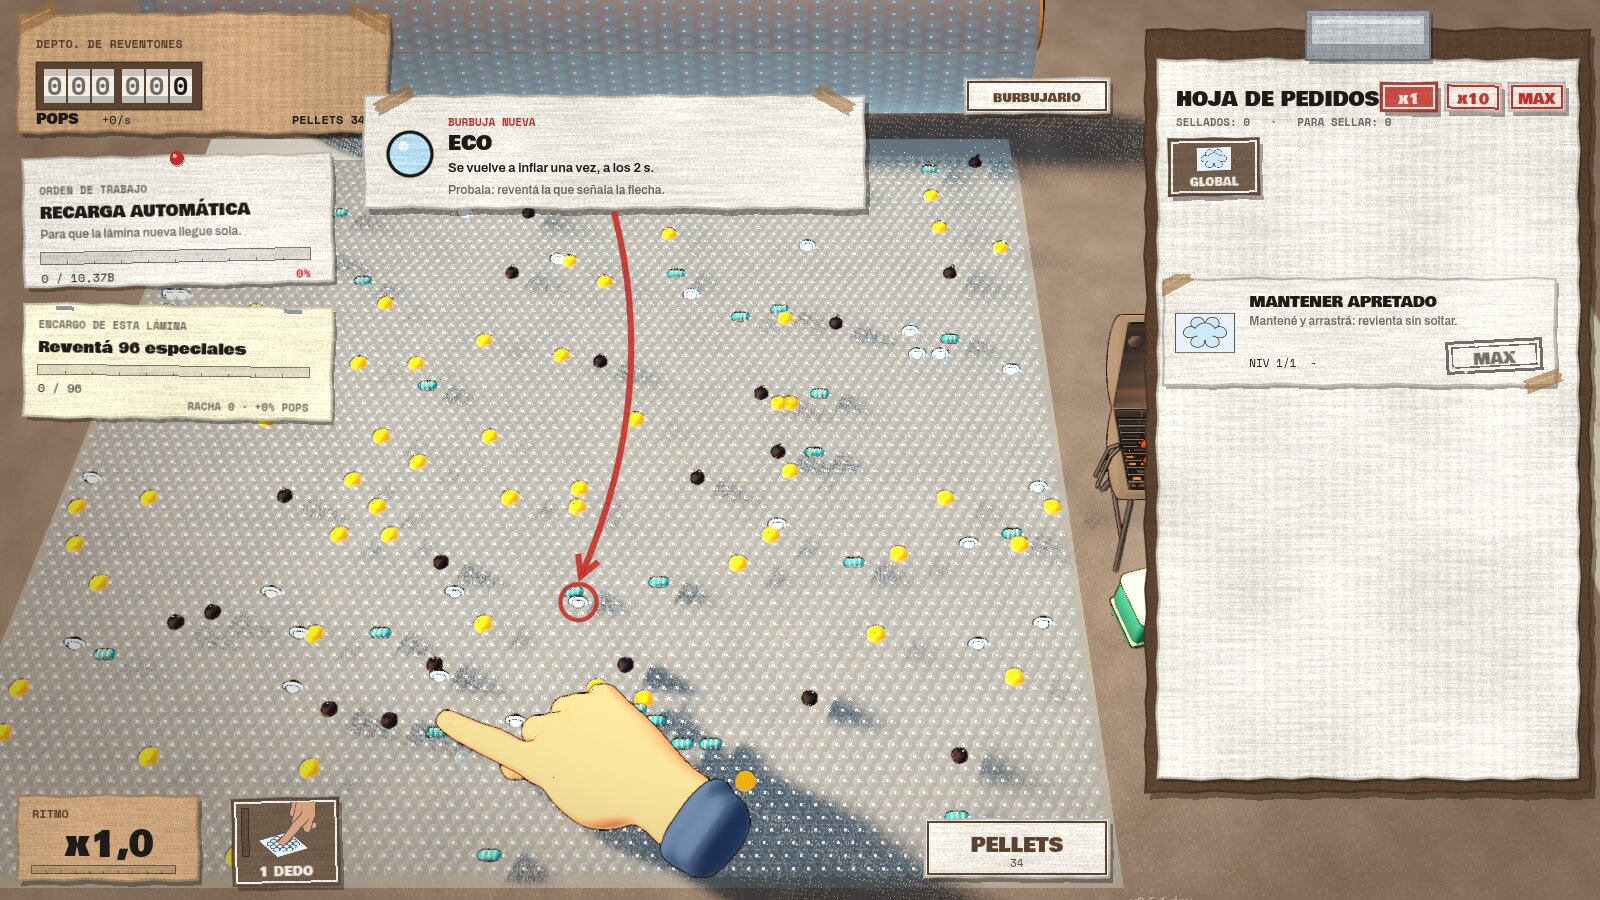 DEPTO. DE REVENTONES
000 000
POPS +0/s PELLETS 34
ORDEN DE TRABAJO
RECARGA AUTOMÁTICA
Para que la lámina nueva llegue sola.
0 / 10.37B 0%
ENCARGO DE ESTA LÁMINA
Reventá 96 especiales
0 / 96
RACHA 0 · +0% POPS
BURBUJA NUEVA
ECO
Se vuelve a inflar una vez, a los 2 s.
Probala: reventá la que señala la flecha.
BURBUJARIO
HOJA DE PEDIDOS x1 x10 MAX
SELLADOS: 0 · PARA SELLAR: 0
GLOBAL
MANTENER APRETADO
Mantené y arrastrá: revienta sin soltar.
NIV 1/1 -
MAX
RITMO
x1,0
1 DEDO
PELLETS
34